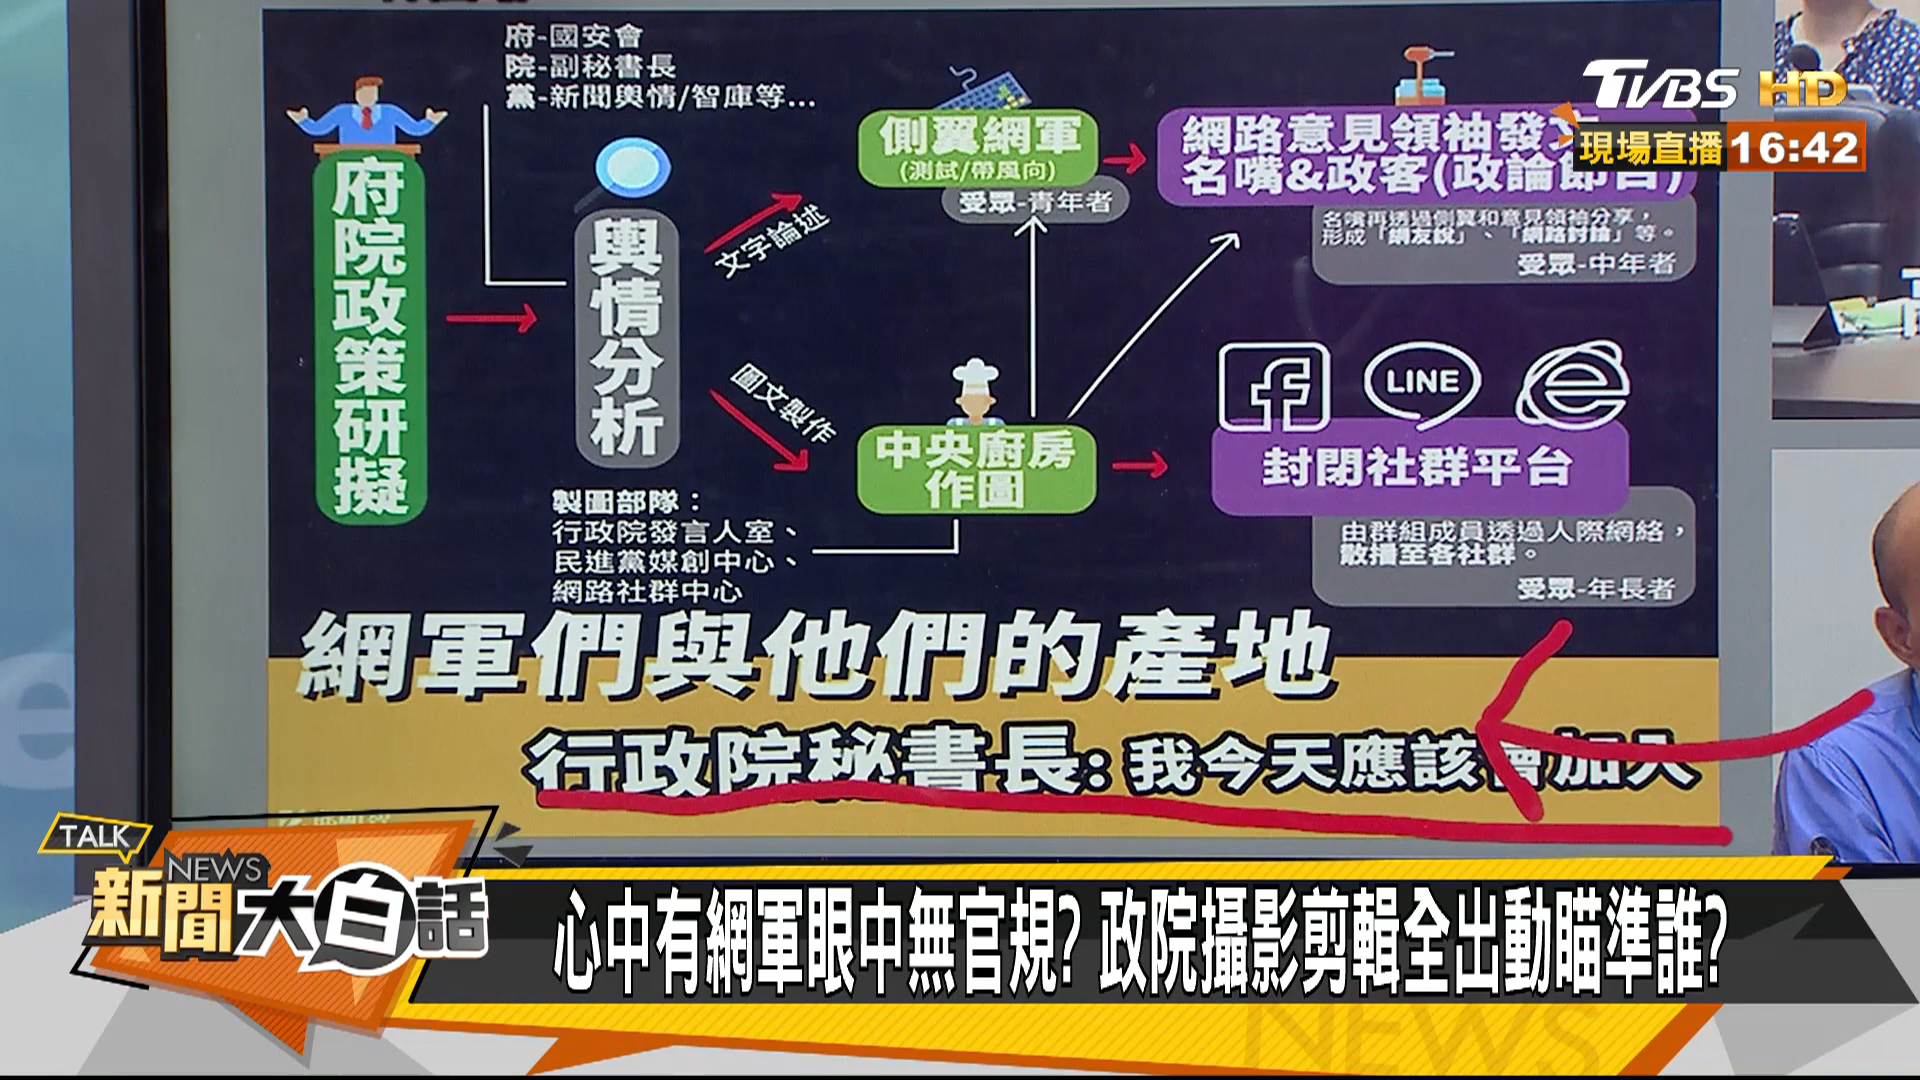 府-國安會
院-副秘書長
黨-新聞輿情/智庫等...
TVBS HD
現場直播 16:42
府院政策研擬
輿情分析
文字論述
圖文製作
側翼網軍
(測試/帶風向)
受眾-青年者
網路意見領袖發
名嘴&政客(政論節目)
名嘴再透過側翼和意見領袖分享，
形成「網友說」、「網路討論」等。
受眾-中年者
LINE
中央廚房
作圖
封閉社群平台
由群組成員透過人際網絡，
散播至各社群。
受眾-年長者
製圖部隊：
行政院發言人室、
民進黨媒創中心、
網路社群中心
網軍們與他們的產地
行政院秘書長:我今天應該會加入
TALK
NEWS
新聞大白話
心中有網軍眼中無官規? 政院攝影剪輯全出動瞄準誰?
NEWS